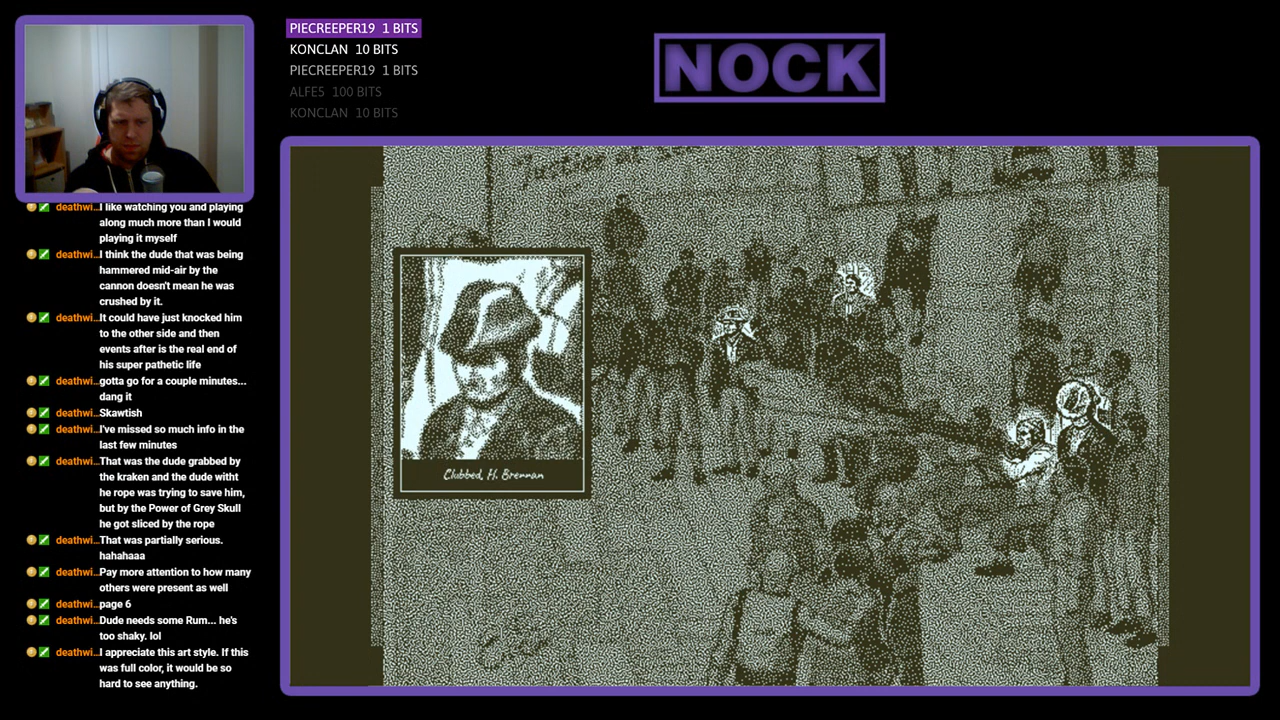 PIECREEPER19 1 BITS
KONCLAN 10 BITS
PIECREEPER19 1 BITS
ALFES 100 BITS
KONCLAN 10 BITS
NOCK
deathwi...I like watching you and playing
along much more than I would
playing it myself
deathwi...I think the dude that was being
hammered mid-air by the
cannon doesn't mean he was
crushed by it.
deathwi...It could have just knocked him
to the other side and then
events after is the real end of
his super pathetic life
deathwi...gotta go for a couple minutes...
dang it
deathwi...Skawtish
deathwi...I've missed so much info in the
last few minutes
deathwi...That was the dude grabbed by
the kraken and the dude witht
he rope was trying to save him,
but by the Power of Grey Skull
he got sliced by the rope
deathwi...That was partially serious.
hahahaaa
deathwi...Pay more attention to how many
others were present as well
deathwi...page 6
deathwi...Dude needs some Rum... he's
too shaky. lol
deathwi...I appreciate this art style. If this
was full color, it would be so
hard to see anything.
Justice at Sea
Clubbed, H. Brennan